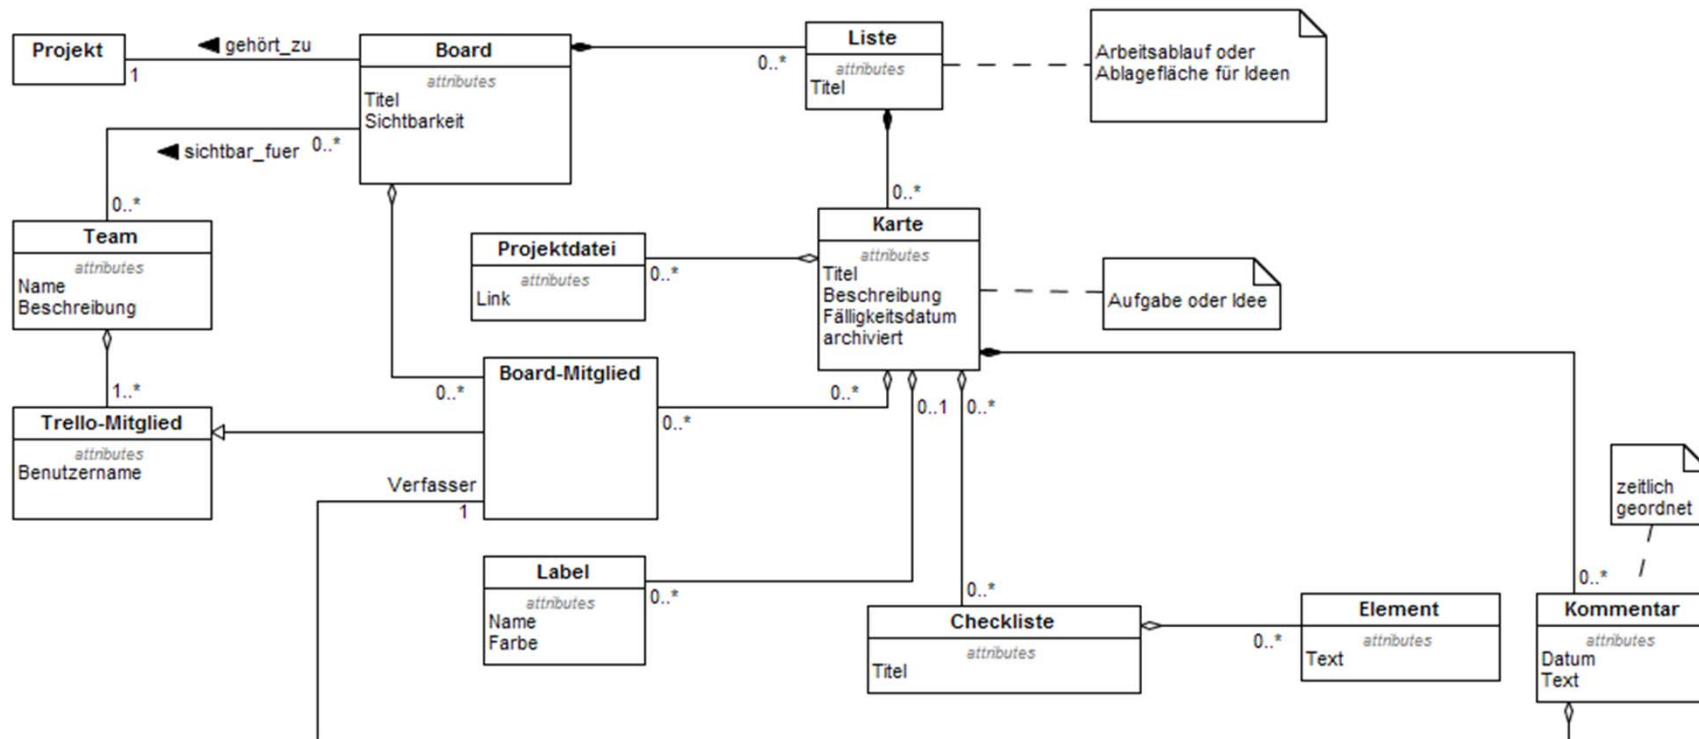 Projekt
1
◀ gehört_zu
Board
attributes
Titel
Sichtbarkeit
0..*
Liste
attributes
Titel
Arbeitsablauf oder
Ablagefläche für Ideen
◀ sichtbar_fuer
0..*
0..*
Team
attributes
Name
Beschreibung
1..*
Trello-Mitglied
attributes
Benutzername
0..*
Karte
attributes
Titel
Beschreibung
Fälligkeitsdatum
archiviert
Aufgabe oder Idee
Projektdatei
attributes
Link
0..*
0..*
Board-Mitglied
0..*
0..*
Verfasser
1
0..1
0..*
Label
attributes
Name
Farbe
0..*
0..*
Checkliste
attributes
Titel
0..*
Element
attributes
Text
zeitlich
geordnet
0..*
Kommentar
attributes
Datum
Text